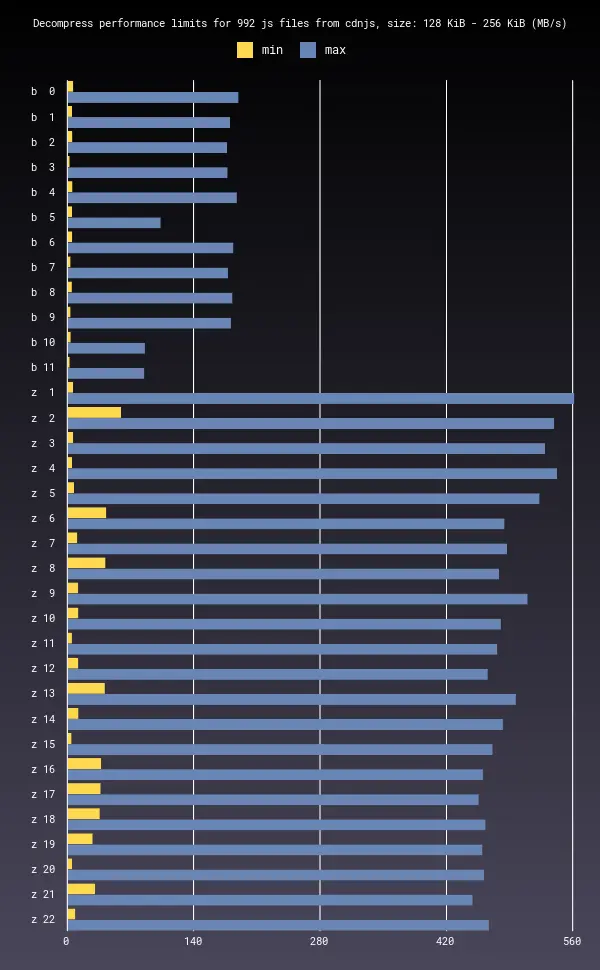 Decompress performance limits for 992 js files from cdnjs, size: 128 KiB - 256 KiB (MB/s)
min max
b 0
b 1
b 2
b 3
b 4
b 5
b 6
b 7
b 8
b 9
b 10
b 11
z 1
z 2
z 3
z 4
z 5
z 6
z 7
z 8
z 9
z 10
z 11
z 12
z 13
z 14
z 15
z 16
z 17
z 18
z 19
z 20
z 21
z 22
0 140 280 420 560